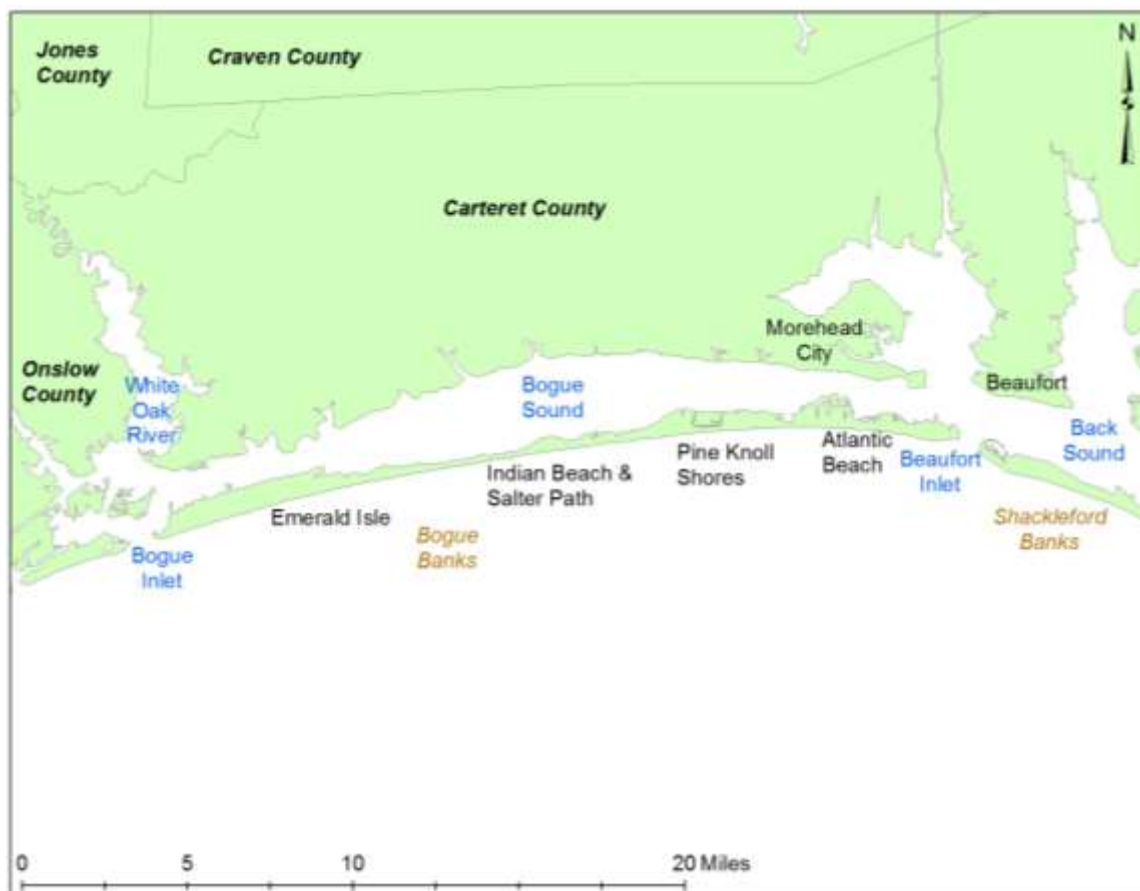 N
Jones
County
Craven County
Carteret County
Morehead
City
Onslow
County
White
Oak
River
Bogue
Sound
Beaufort
Back
Sound
Atlantic
Beach
Beaufort
Inlet
Pine Knoll
Shores
Indian Beach &
Salter Path
Emerald Isle
Bogue
Banks
Shackleford
Banks
Bogue
Inlet
0 5 10 20 Miles